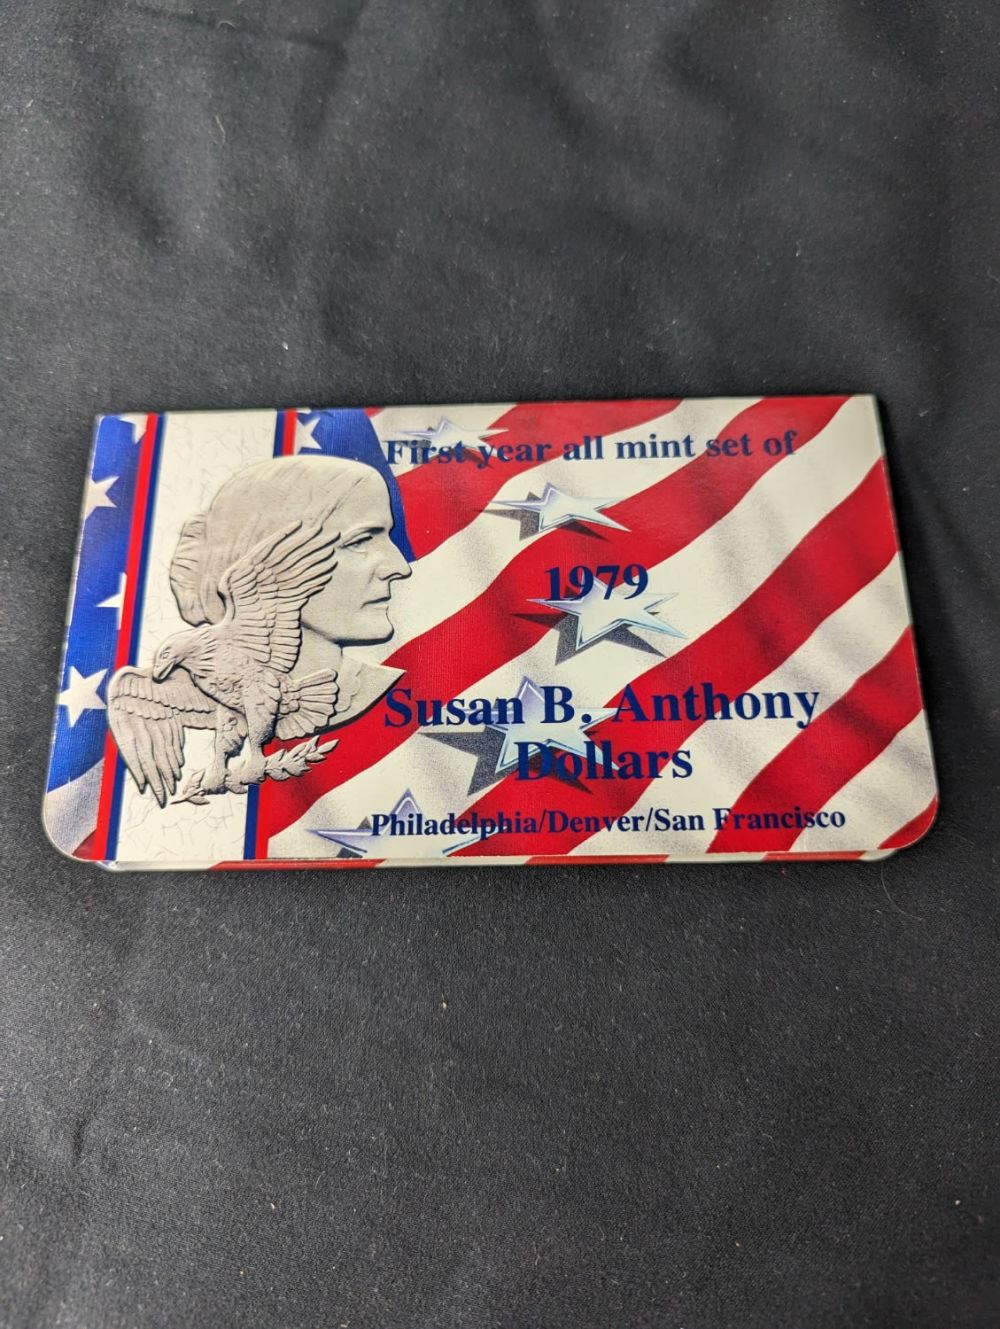 First year all mint set of
1979
Susan B. Anthony
Dollars
Philadelphia/Denver/San Francisco